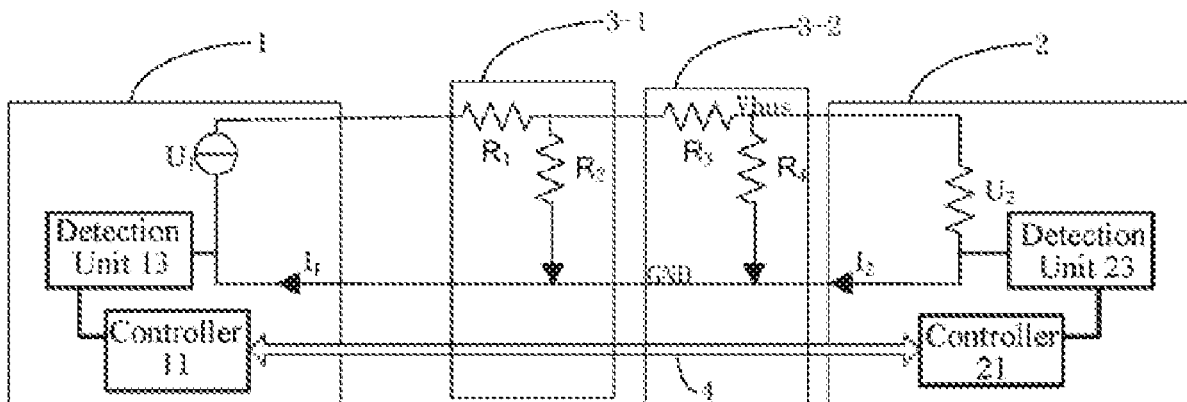 1
3-1
3-2
2
U₁
R₁
R₂
R₃
Vbus
R₄
U₂
Detection
Unit 13
I₁
GND
I₂
Detection
Unit 23
Controller
11
Controller
21
4